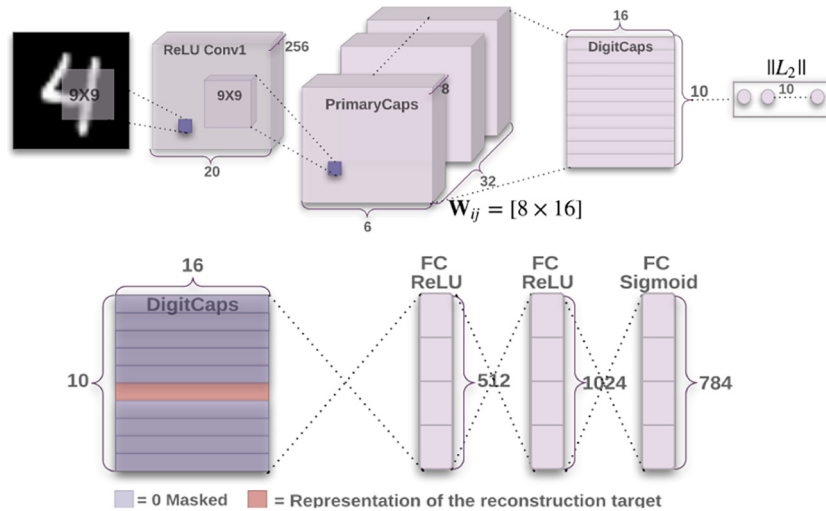 16
ReLU Conv1
256
DigitCaps
9X9
9X9
8
PrimaryCaps
10
||L₂||
10
20
32
6
𝐖ᵢⱼ = [8 × 16]
16
FC
ReLU
FC
ReLU
FC
Sigmoid
DigitCaps
10
512
1024
784
= 0 Masked
= Representation of the reconstruction target